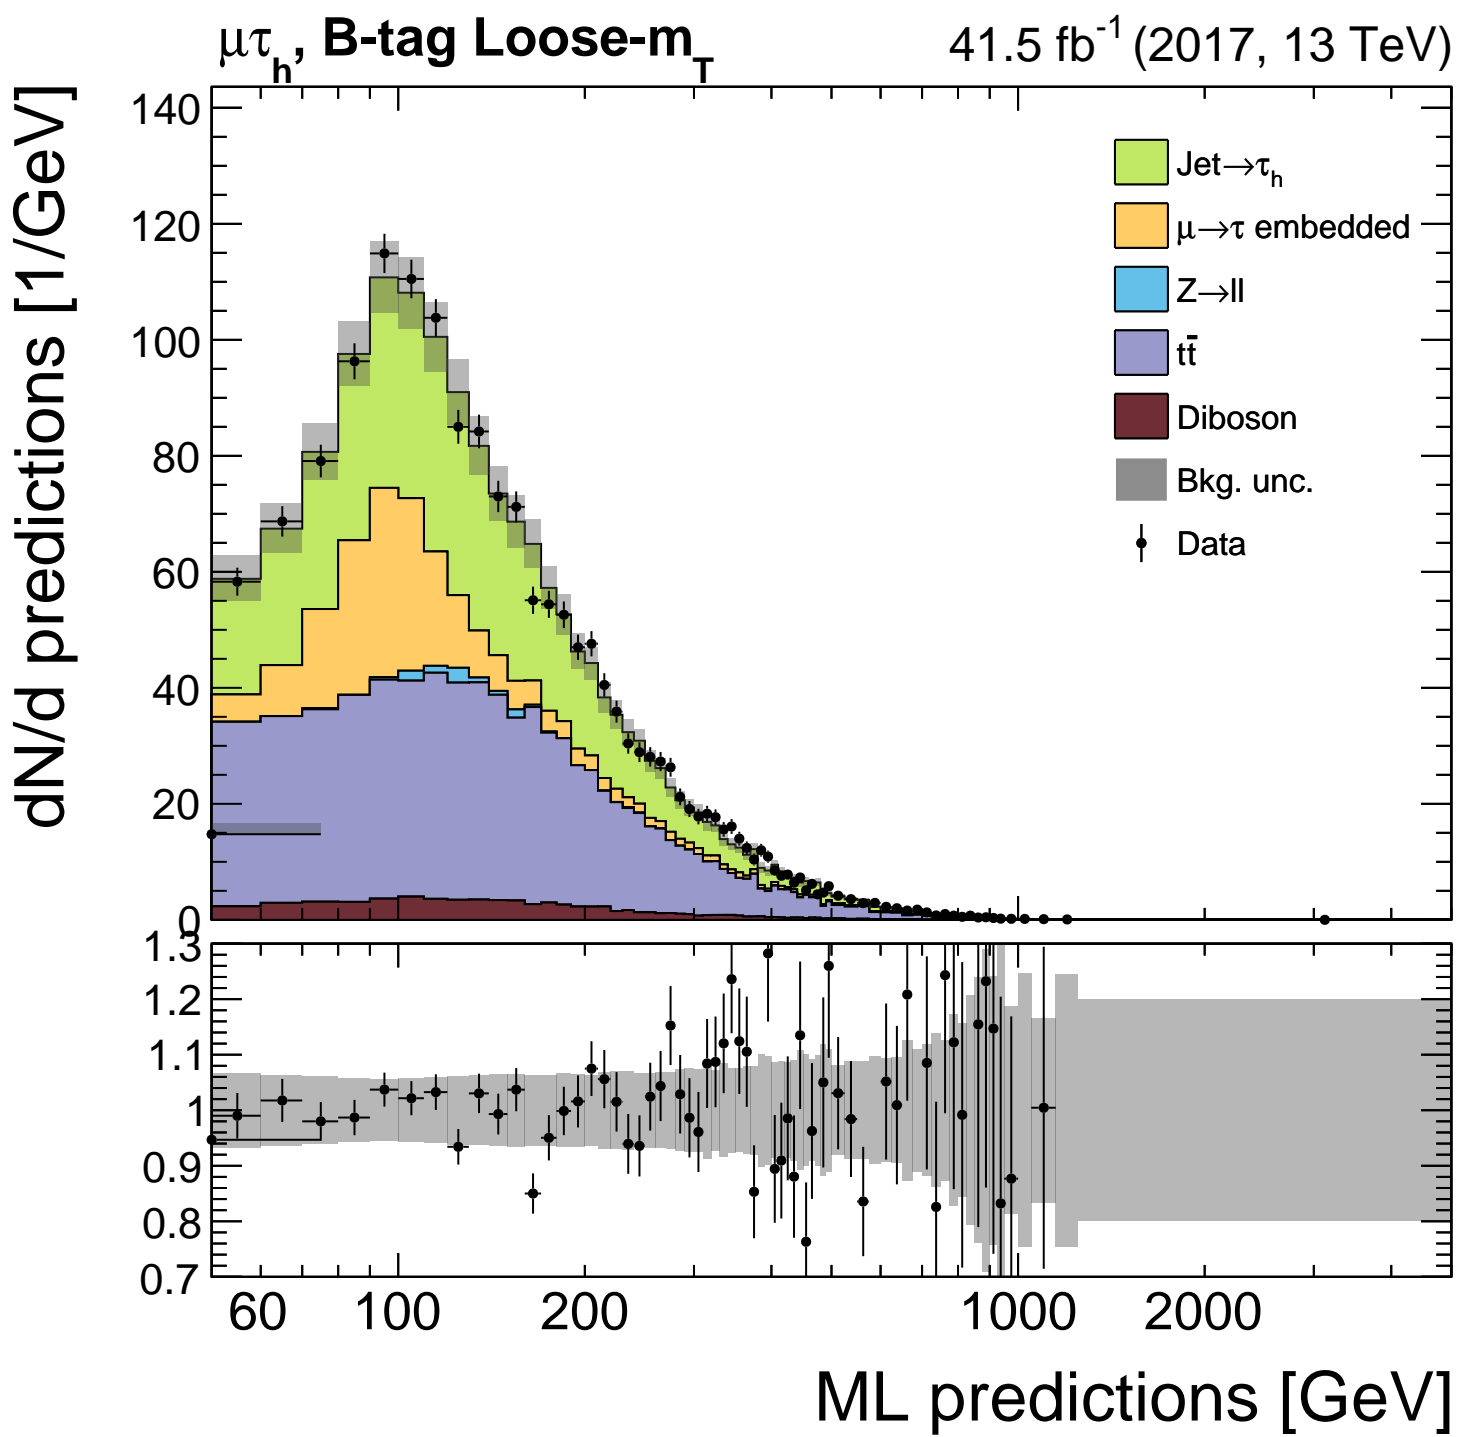 μτh, B-tag Loose-mT
41.5 fb-1 (2017, 13 TeV)
dN/d predictions [1/GeV]
140
120
100
80
60
40
20
0
Jet→τh
μ→τ embedded
Z→ll
tt̄
Diboson
Bkg. unc.
Data
1.3
1.2
1.1
1
0.9
0.8
0.7
60 100 200 1000 2000
ML predictions [GeV]